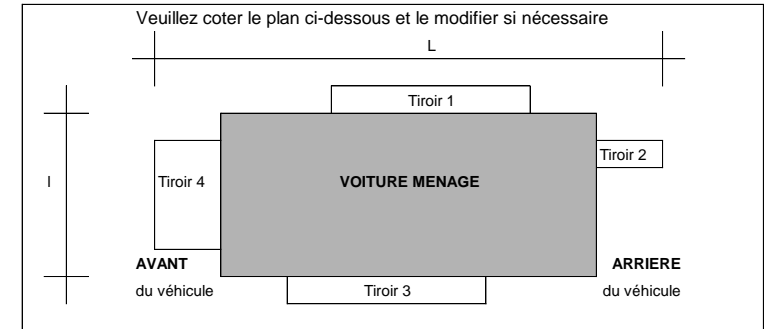 Veuillez coter le plan ci-dessous et le modifier si nécessaire
L
Tiroir 1
Tiroir 2
l
Tiroir 4
VOITURE MENAGE
AVANT
du véhicule
ARRIERE
du véhicule
Tiroir 3